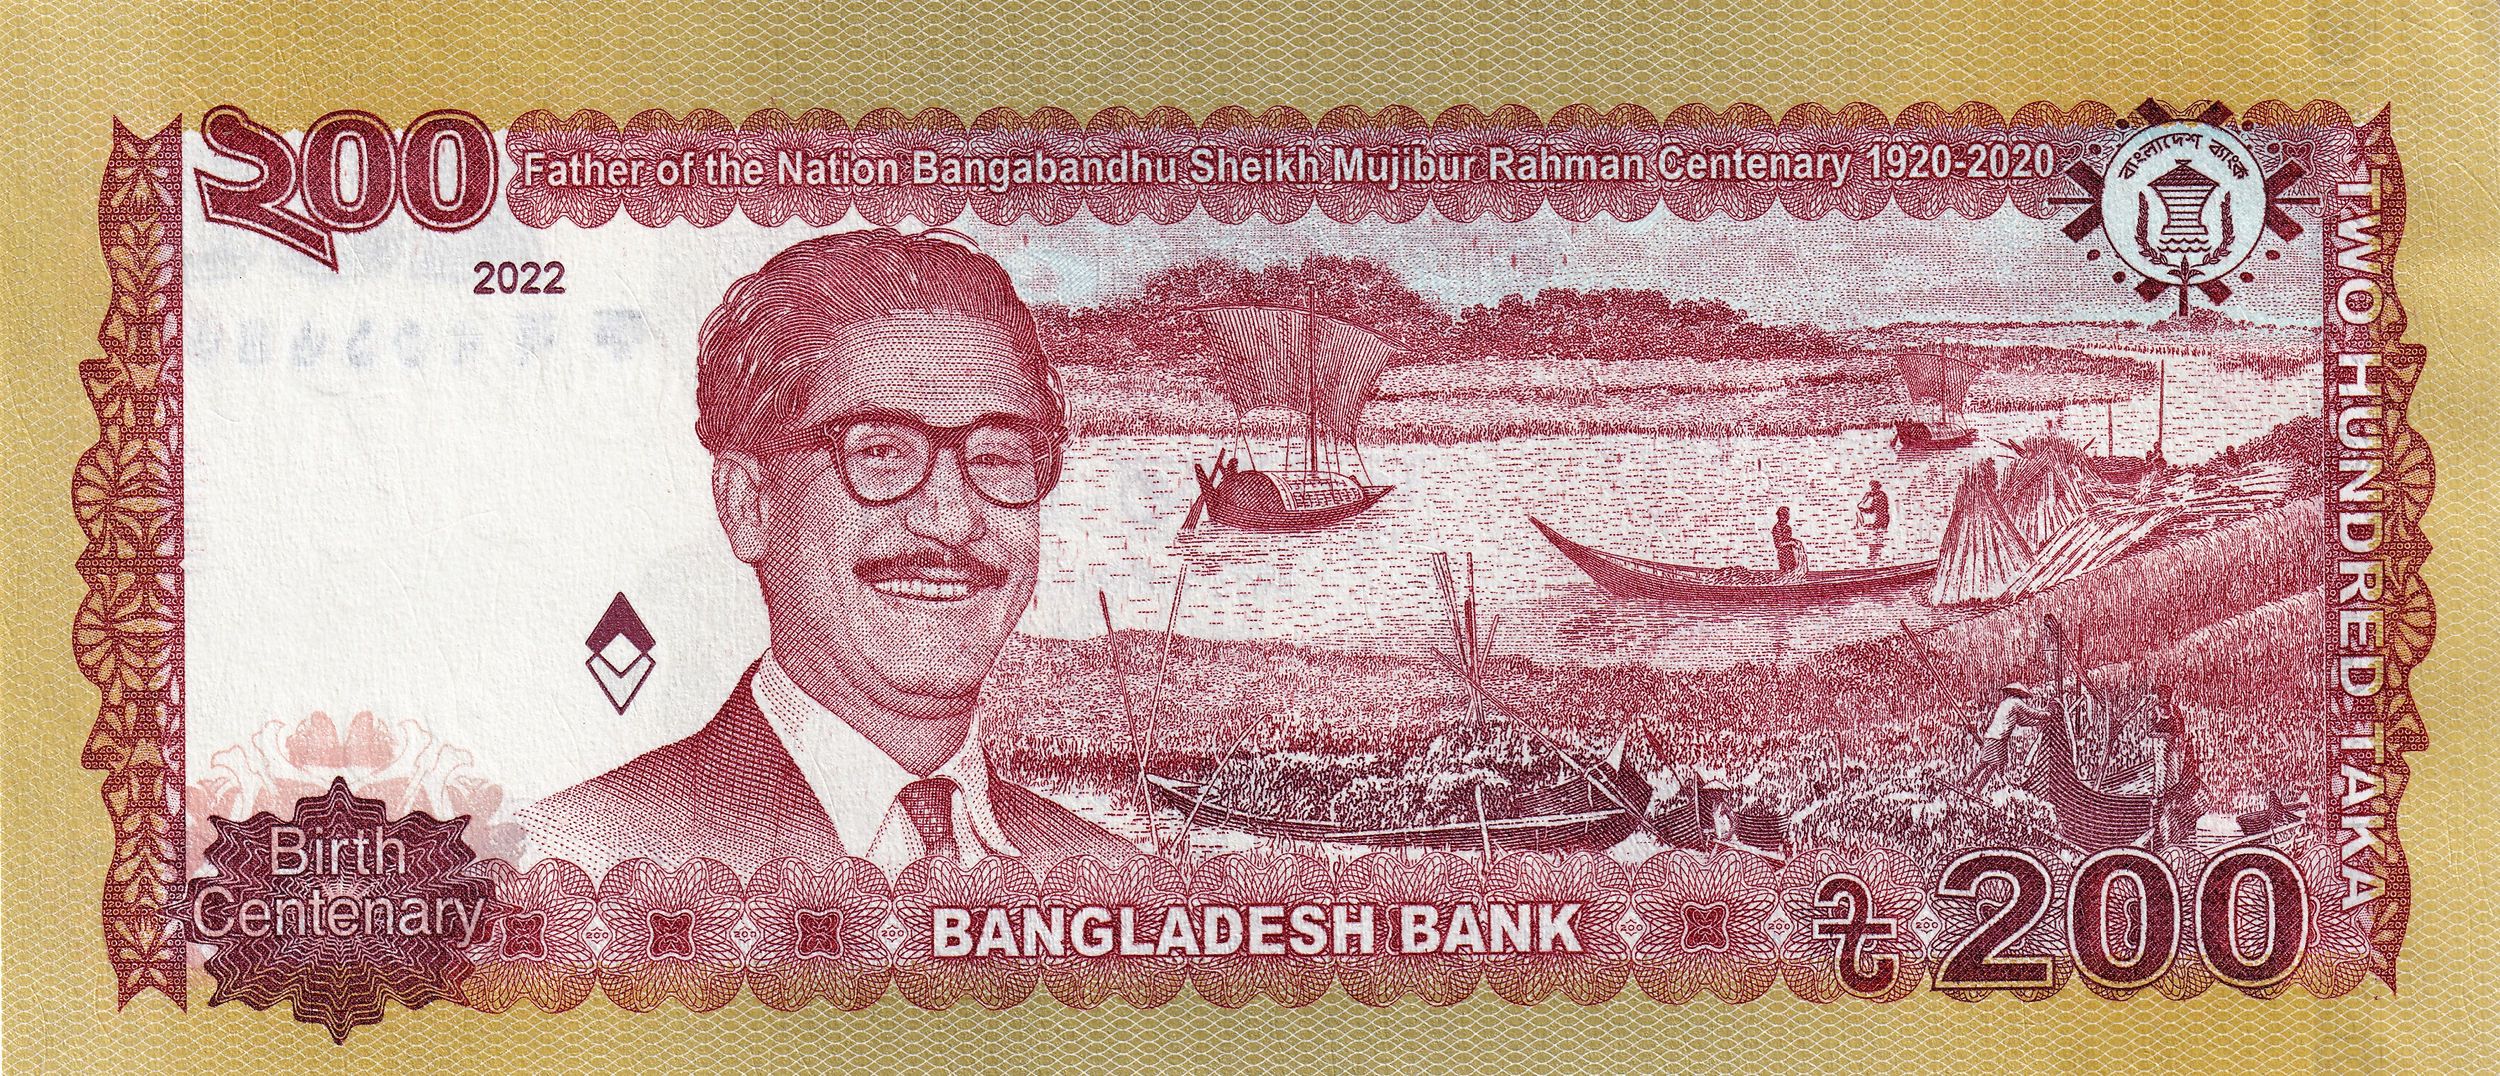 ২০০
Father of the Nation Bangabandhu Sheikh Mujibur Rahman Centenary 1920-2020
বাংলাদেশ ব্যাংক
2022
TWO HUNDRED TAKA
Birth
Centenary
BANGLADESH BANK
৳ 200